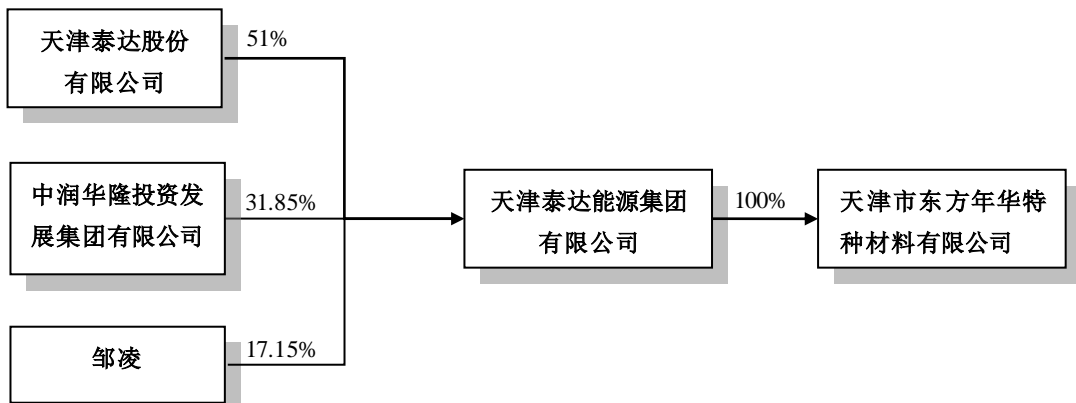 天津泰达股份
有限公司
51%
中润华隆投资发
展集团有限公司
31.85%
邹凌
17.15%
天津泰达能源集团
有限公司
100%
天津市东方年华特
种材料有限公司